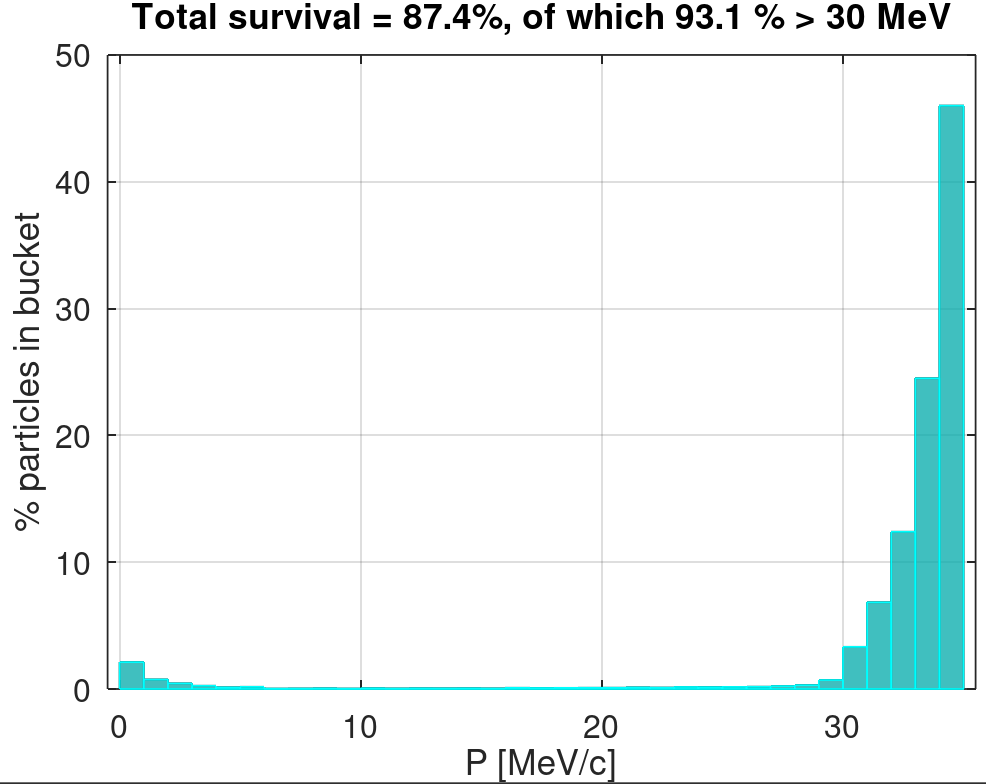 Total survival = 87.4%, of which 93.1 % > 30 MeV
50
40
30
20
10
0
% particles in bucket
0 10 20 30
P [MeV/c]